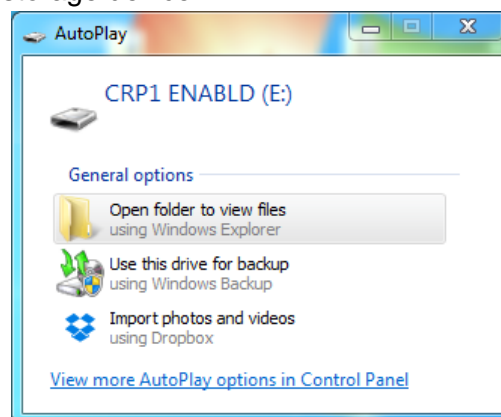 AutoPlay
CRP1 ENABLD (E:)
General options
Open folder to view files
using Windows Explorer
Use this drive for backup
using Windows Backup
Import photos and videos
using Dropbox
View more AutoPlay options in Control Panel